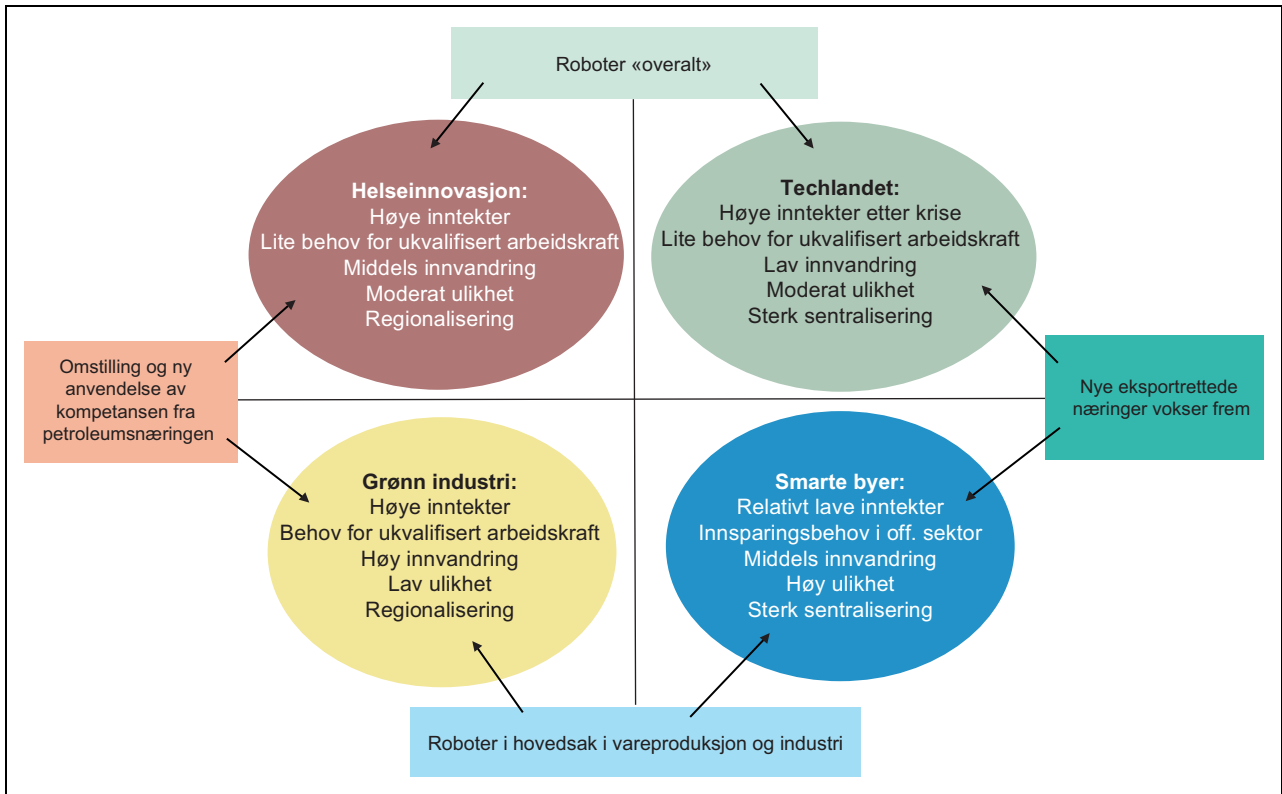 Roboter «overalt»
Helseinnovasjon:
Høye inntekter
Lite behov for ukvalifisert arbeidskraft
Middels innvandring
Moderat ulikhet
Regionalisering
Techlandet:
Høye inntekter etter krise
Lite behov for ukvalifisert arbeidskraft
Lav innvandring
Moderat ulikhet
Sterk sentralisering
Omstilling og ny
anvendelse av
kompetansen fra
petroleumsnæringen
Nye eksportrettede
næringer vokser frem
Grønn industri:
Høye inntekter
Behov for ukvalifisert arbeidskraft
Høy innvandring
Lav ulikhet
Regionalisering
Smarte byer:
Relativt lave inntekter
Innsparingsbehov i off. sektor
Middels innvandring
Høy ulikhet
Sterk sentralisering
Roboter i hovedsak i vareproduksjon og industri